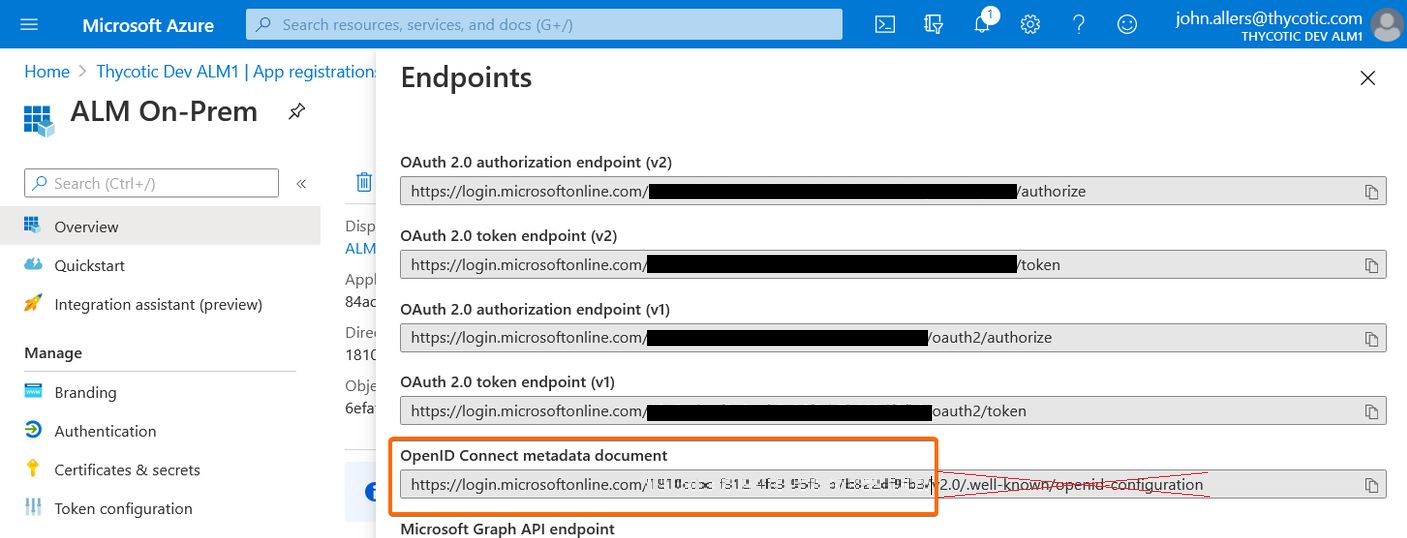 Microsoft Azure
Search resources, services, and docs (G+/)
1
john.allers@thycotic.com
THYCOTIC DEV ALM1
Home > Thycotic Dev ALM1 | App registrations
ALM On-Prem
Search (Ctrl+/)
«
Overview
Quickstart
Integration assistant (preview)
Manage
Branding
Authentication
Certificates & secrets
Token configuration
Disp
ALM
Appl
84ac
Direc
1810
Obje
6efa
Endpoints
OAuth 2.0 authorization endpoint (v2)
https://login.microsoftonline.com/ /authorize
OAuth 2.0 token endpoint (v2)
https://login.microsoftonline.com/ /token
OAuth 2.0 authorization endpoint (v1)
https://login.microsoftonline.com/ /oauth2/authorize
OAuth 2.0 token endpoint (v1)
https://login.microsoftonline.com/ oauth2/token
OpenID Connect metadata document
https://login.microsoftonline.com/ /v2.0/.well-known/openid-configuration
Microsoft Graph API endpoint